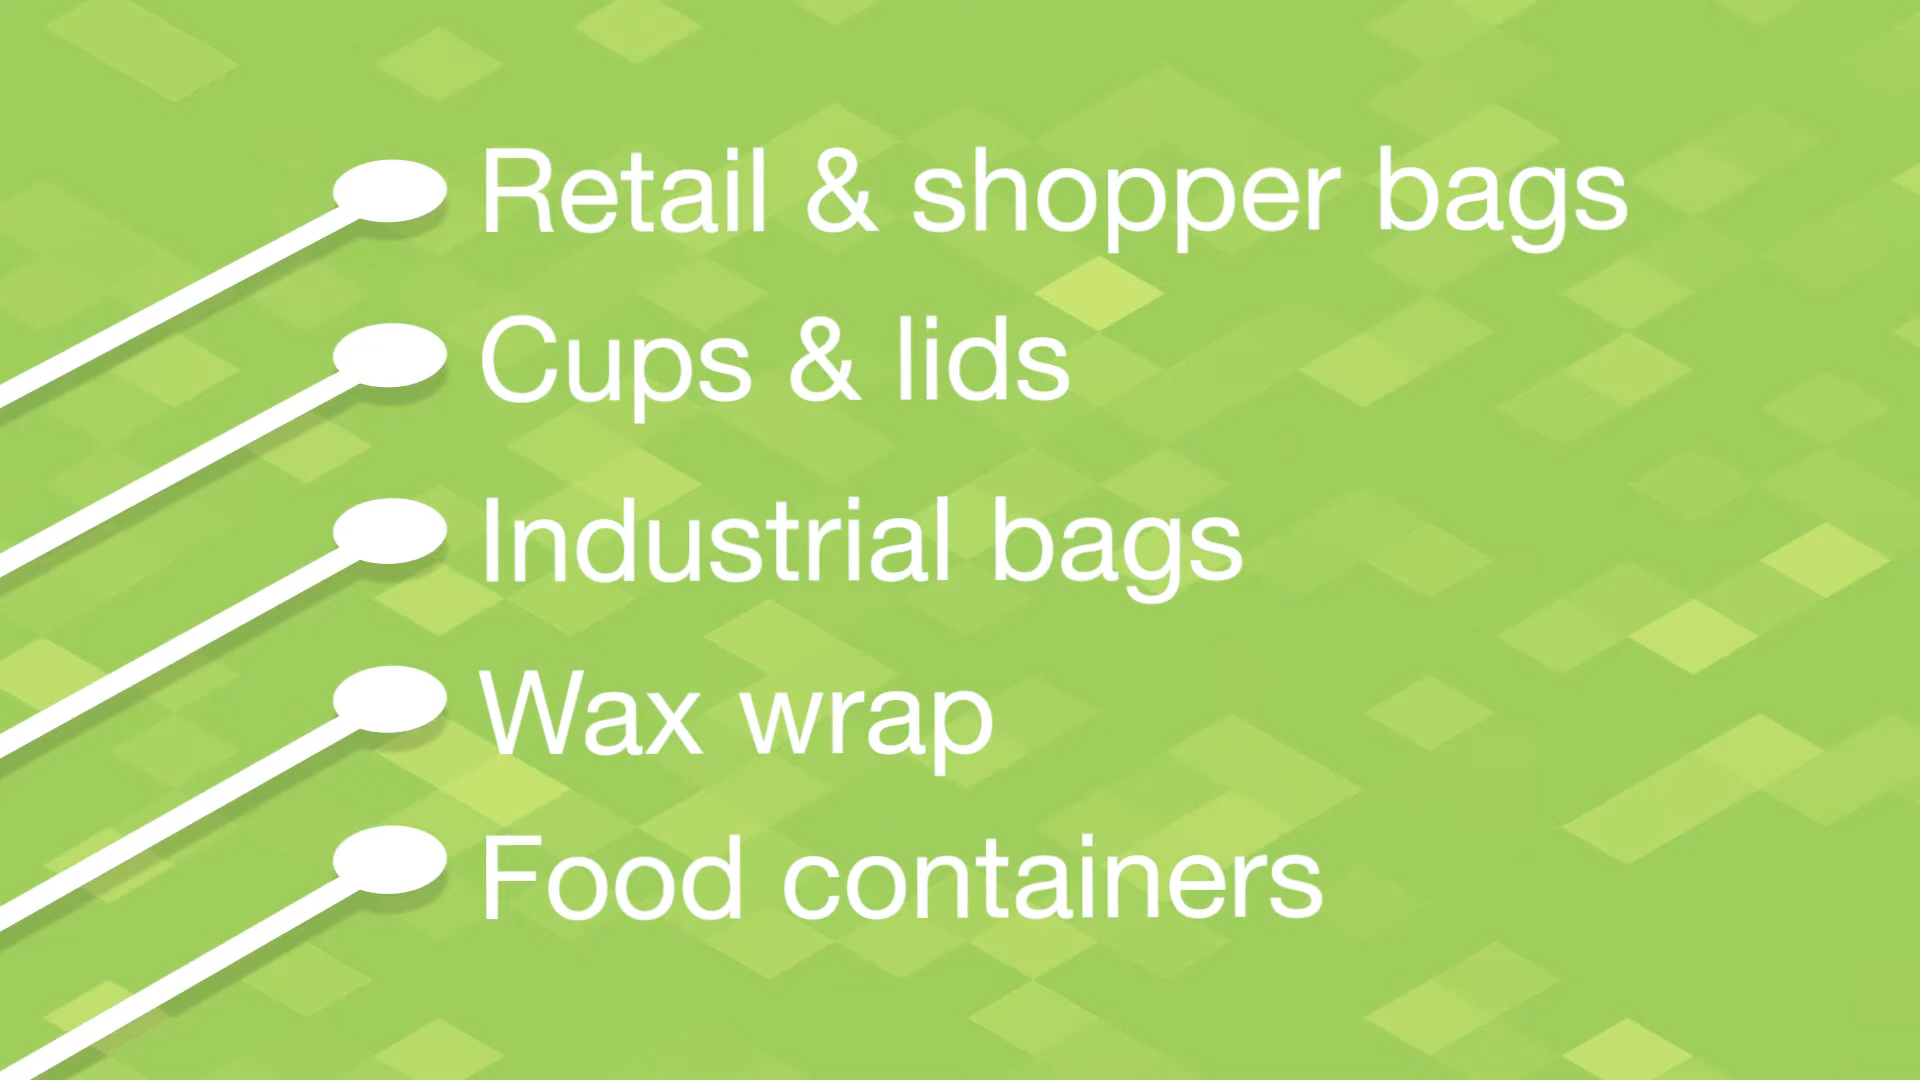 Retail & shopper bags
Cups & lids
Industrial bags
Wax wrap
Food containers